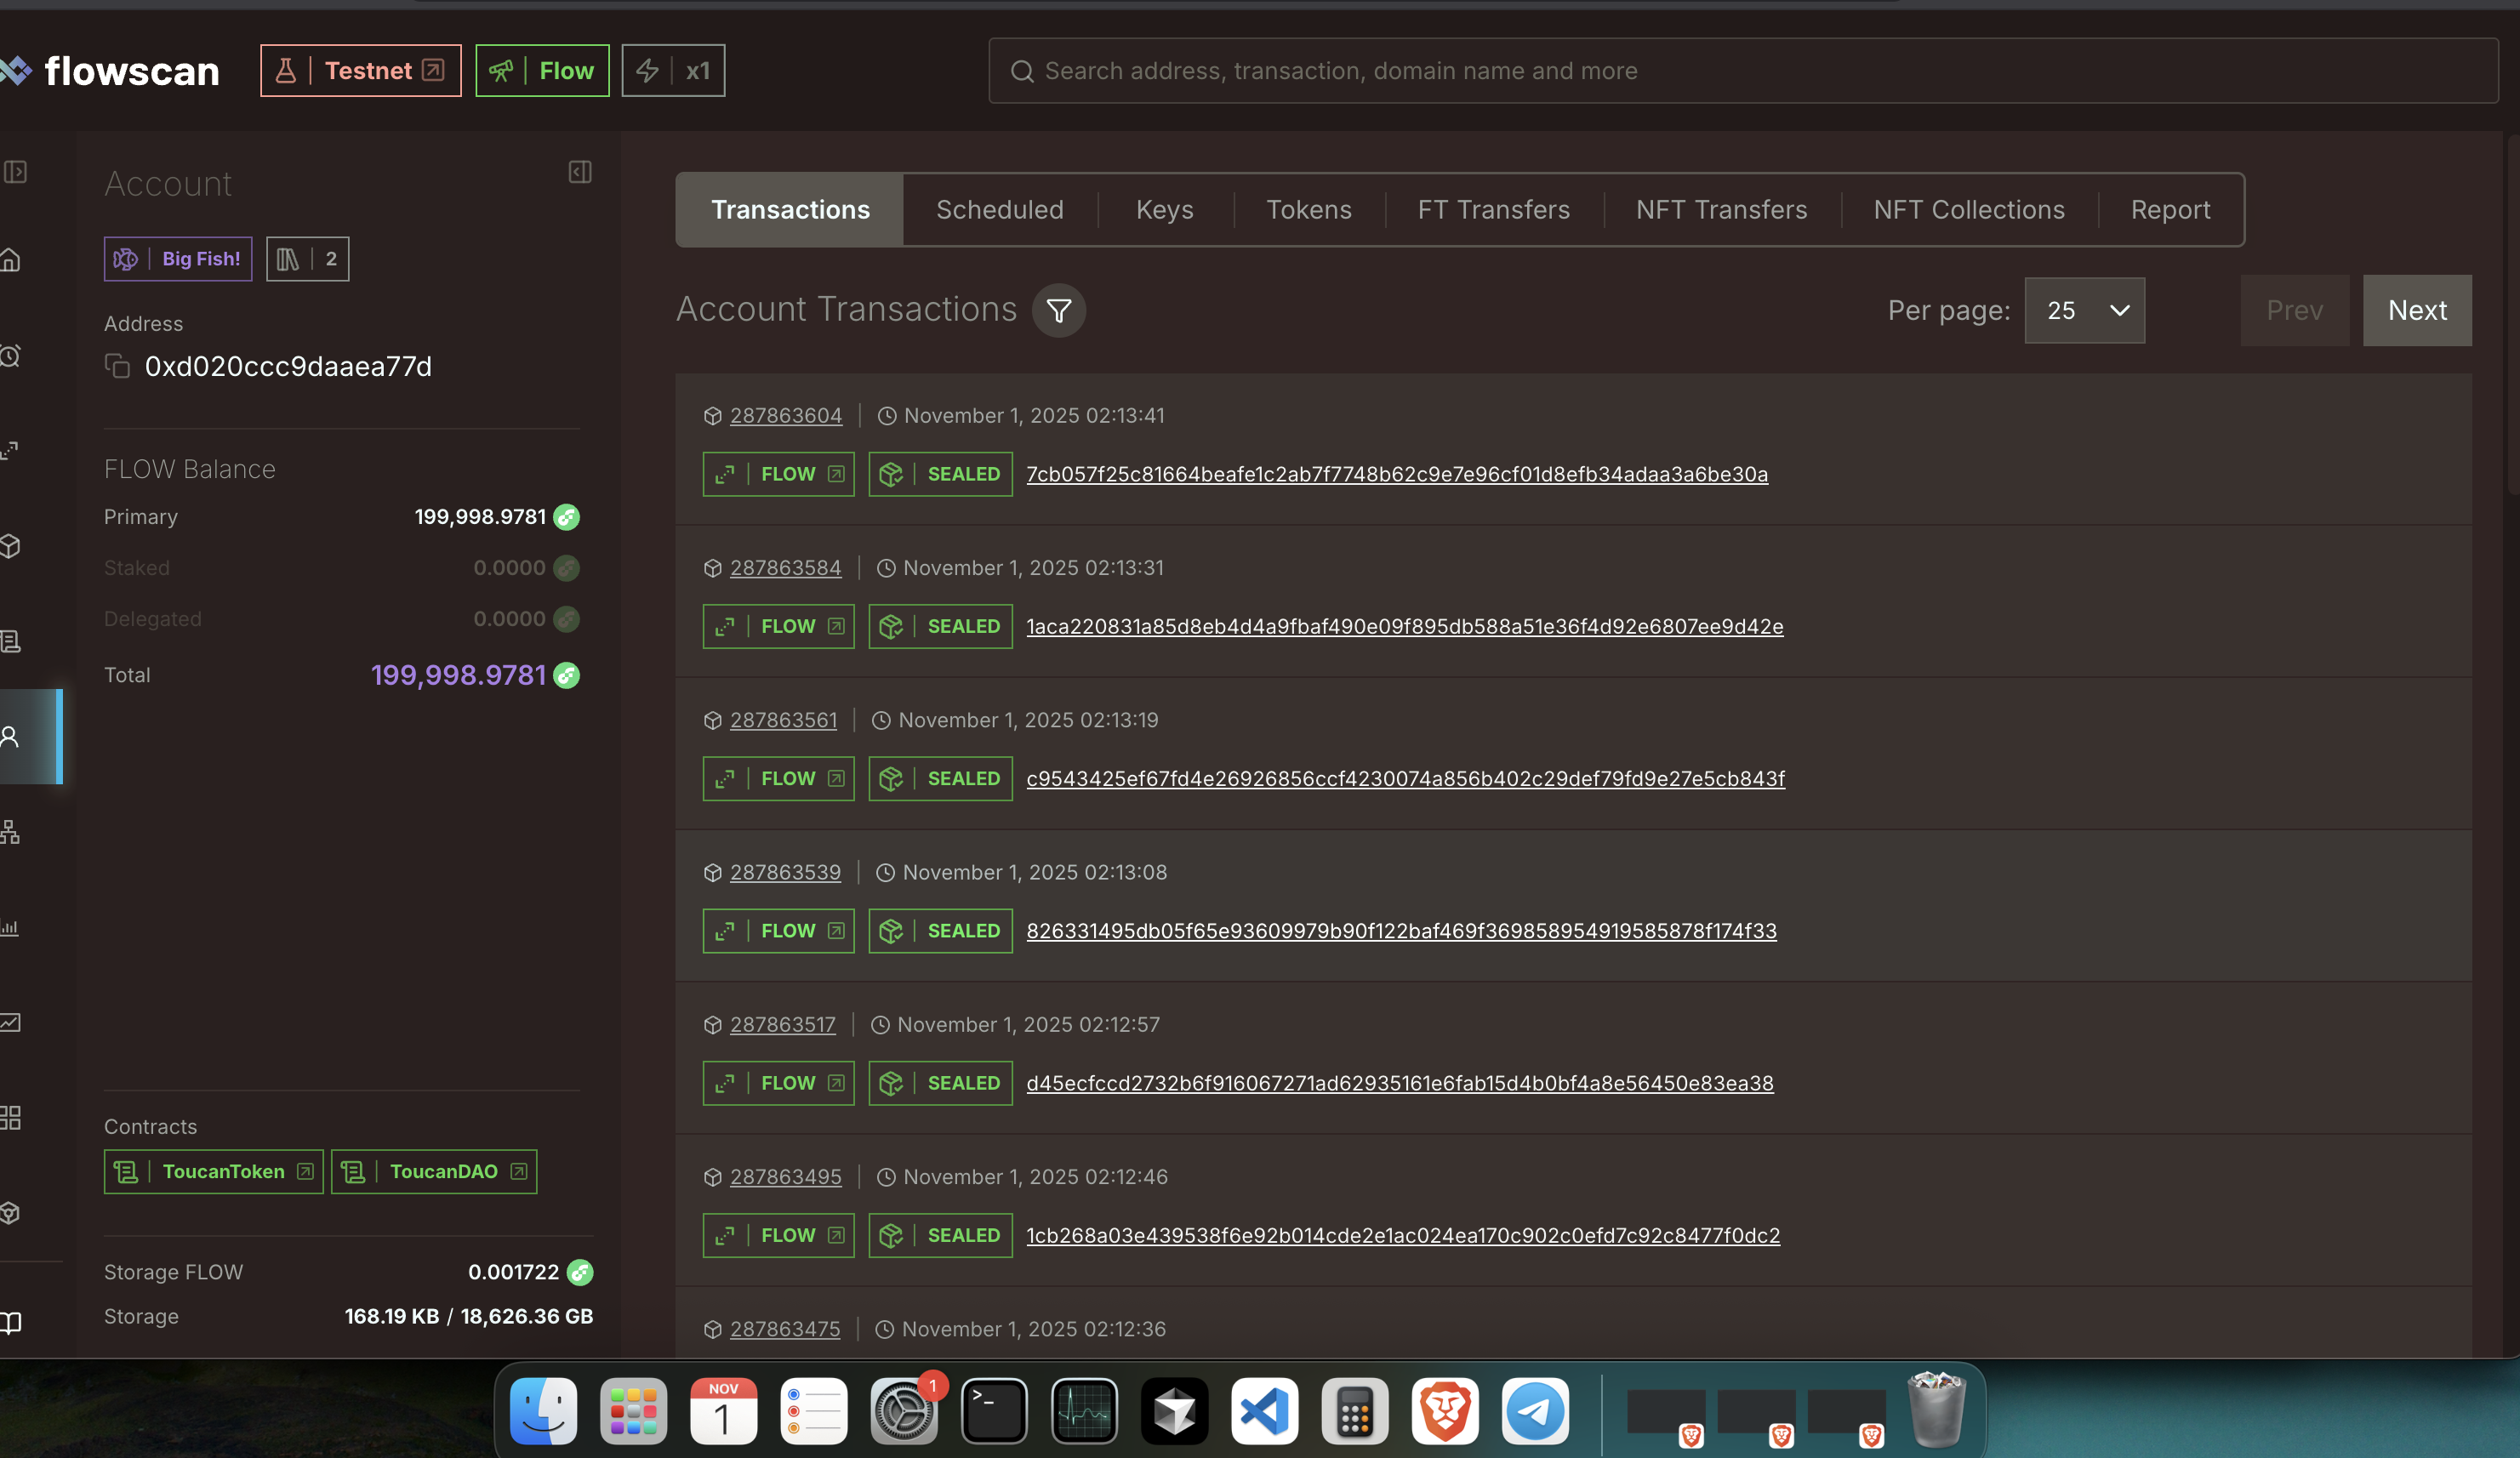 flowscan
Testnet
Flow
x1
Search address, transaction, domain name and more
Account
Big Fish!
2
Address
0xd020ccc9daaea77d
FLOW Balance
Primary 199,998.9781
Staked 0.0000
Delegated 0.0000
Total 199,998.9781
Contracts
ToucanToken ToucanDAO
Storage FLOW 0.001722
Storage 168.19 KB / 18,626.36 GB
Transactions Scheduled Keys Tokens FT Transfers NFT Transfers NFT Collections Report
Account Transactions
Per page: 25 Prev Next
287863604 November 1, 2025 02:13:41
FLOW SEALED 7cb057f25c81664beafe1c2ab7f7748b62c9e7e96cf01d8efb34adaa3a6be30a
287863584 November 1, 2025 02:13:31
FLOW SEALED 1aca220831a85d8eb4d4a9fbaf490e09f895db588a51e36f4d92e6807ee9d42e
287863561 November 1, 2025 02:13:19
FLOW SEALED c9543425ef67fd4e26926856ccf4230074a856b402c29def79fd9e27e5cb843f
287863539 November 1, 2025 02:13:08
FLOW SEALED 826331495db05f65e93609979b90f122baf469f369858954919585878f174f33
287863517 November 1, 2025 02:12:57
FLOW SEALED d45ecfccd2732b6f916067271ad62935161e6fab15d4b0bf4a8e56450e83ea38
287863495 November 1, 2025 02:12:46
FLOW SEALED 1cb268a03e439538f6e92b014cde2e1ac024ea170c902c0efd7c92c8477f0dc2
287863475 November 1, 2025 02:12:36
NOV
1
1